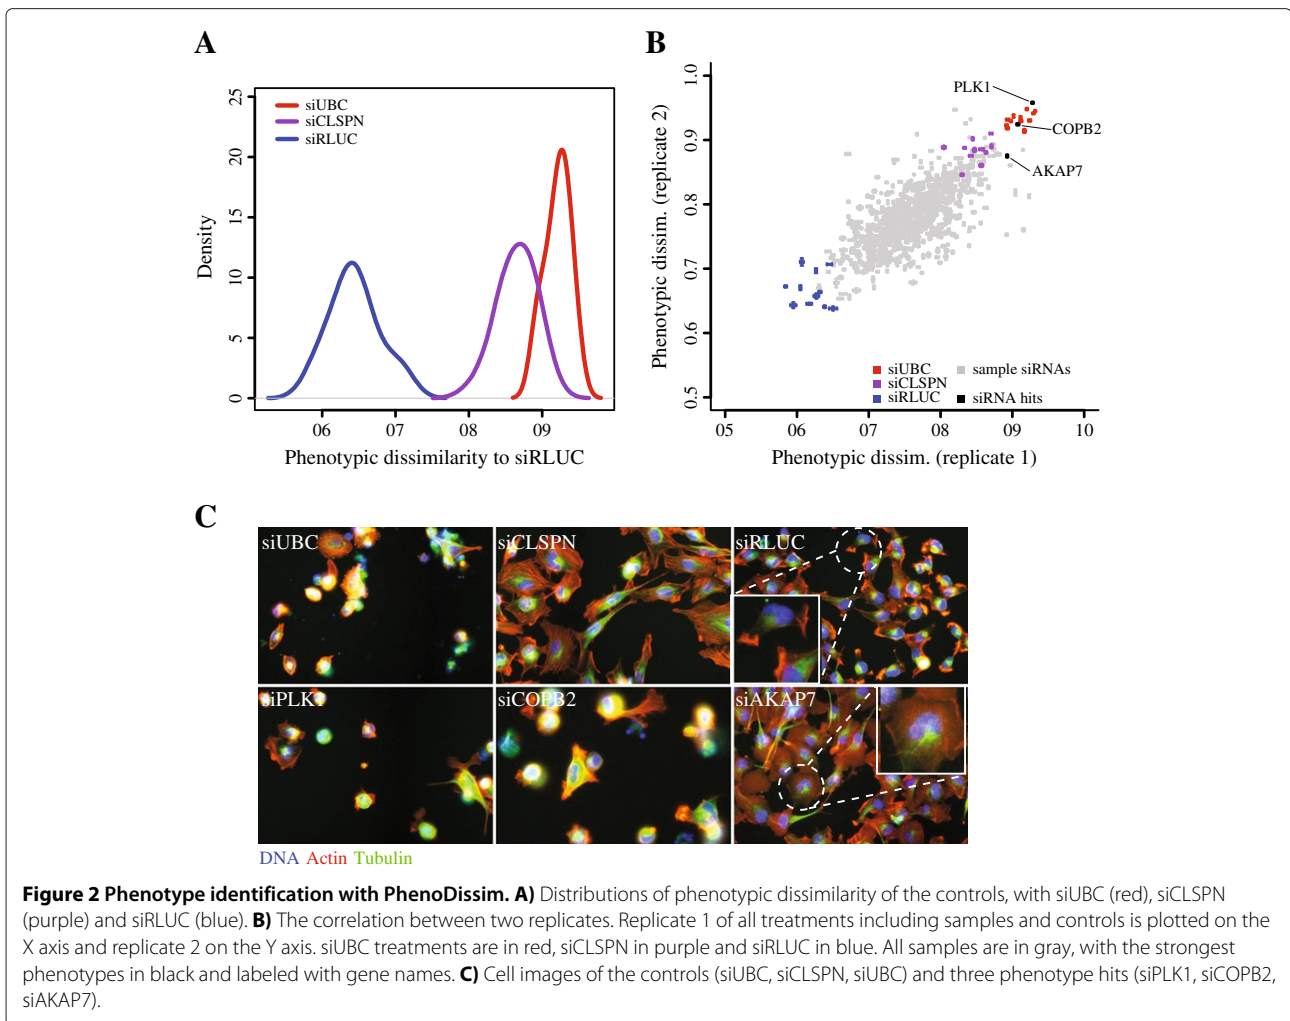 A
25
20
15
10
5
0
Density
siUBC
siCLSPN
siRLUC
06 07 08 09
Phenotypic dissimilarity to siRLUC
B
1.0
0.9
0.8
0.7
0.6
0.5
Phenotypic dissim. (replicate 2)
PLK1
COPB2
AKAP7
siUBC sample siRNAs
siCLSPN
siRLUC siRNA hits
05 06 07 08 09 10
Phenotypic dissim. (replicate 1)
C
siUBC siCLSPN siRLUC
siPLK1 siCOPB2 siAKAP7
DNA Actin Tubulin
Figure 2 Phenotype identification with PhenoDissim. A) Distributions of phenotypic dissimilarity of the controls, with siUBC (red), siCLSPN
(purple) and siRLUC (blue). B) The correlation between two replicates. Replicate 1 of all treatments including samples and controls is plotted on the
X axis and replicate 2 on the Y axis. siUBC treatments are in red, siCLSPN in purple and siRLUC in blue. All samples are in gray, with the strongest
phenotypes in black and labeled with gene names. C) Cell images of the controls (siUBC, siCLSPN, siUBC) and three phenotype hits (siPLK1, siCOPB2,
siAKAP7).